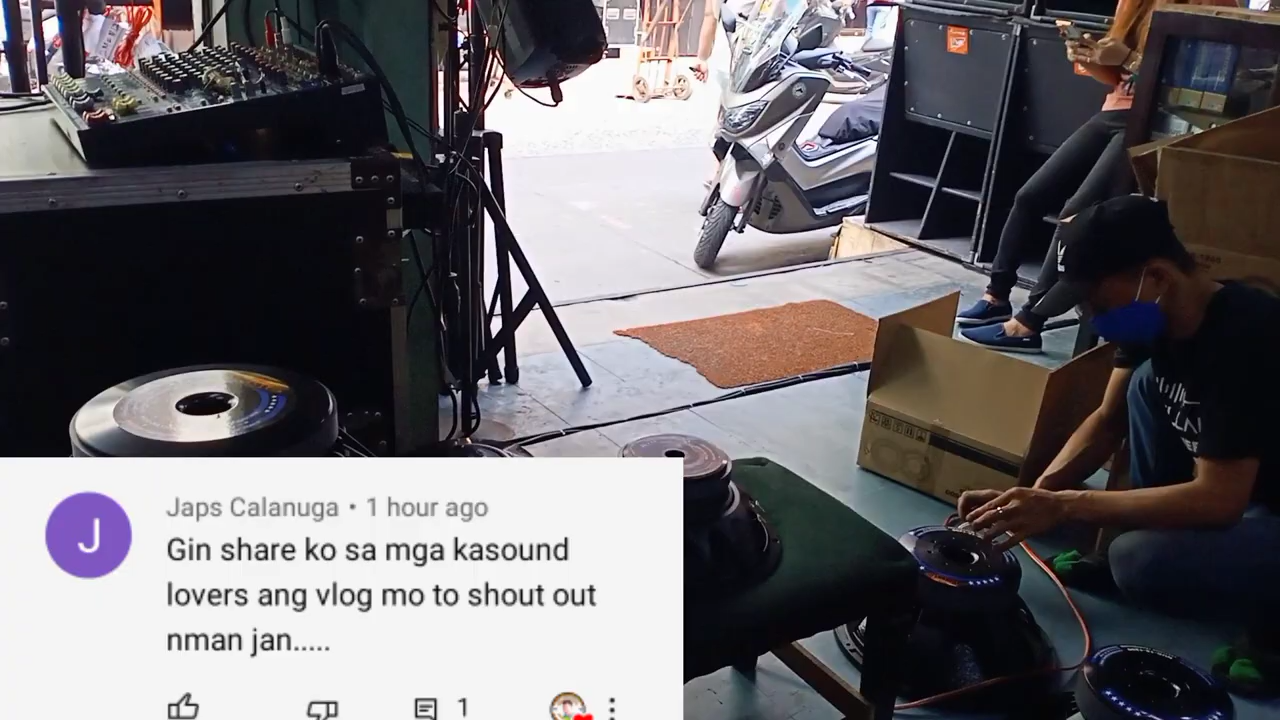 Japs Calanuga • 1 hour ago
J
Gin share ko sa mga kasound
lovers ang vlog mo to shout out
nman jan.....
1